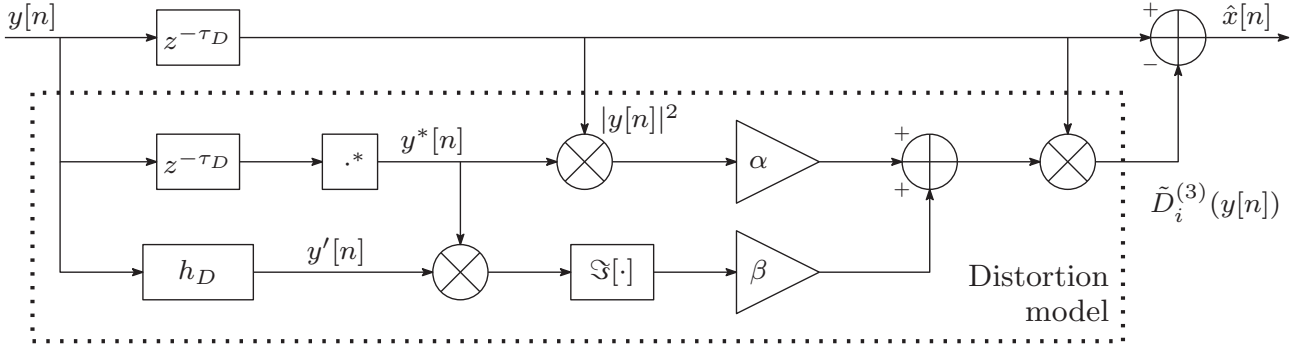 y[n]
z^{-τ_D}
+
−
x̂[n]
|y[n]|^2
z^{-τ_D}
·*
y*[n]
α
+
+
D̃_i^{(3)}(y[n])
h_D
y′[n]
ℑ[·]
β
Distortion
model